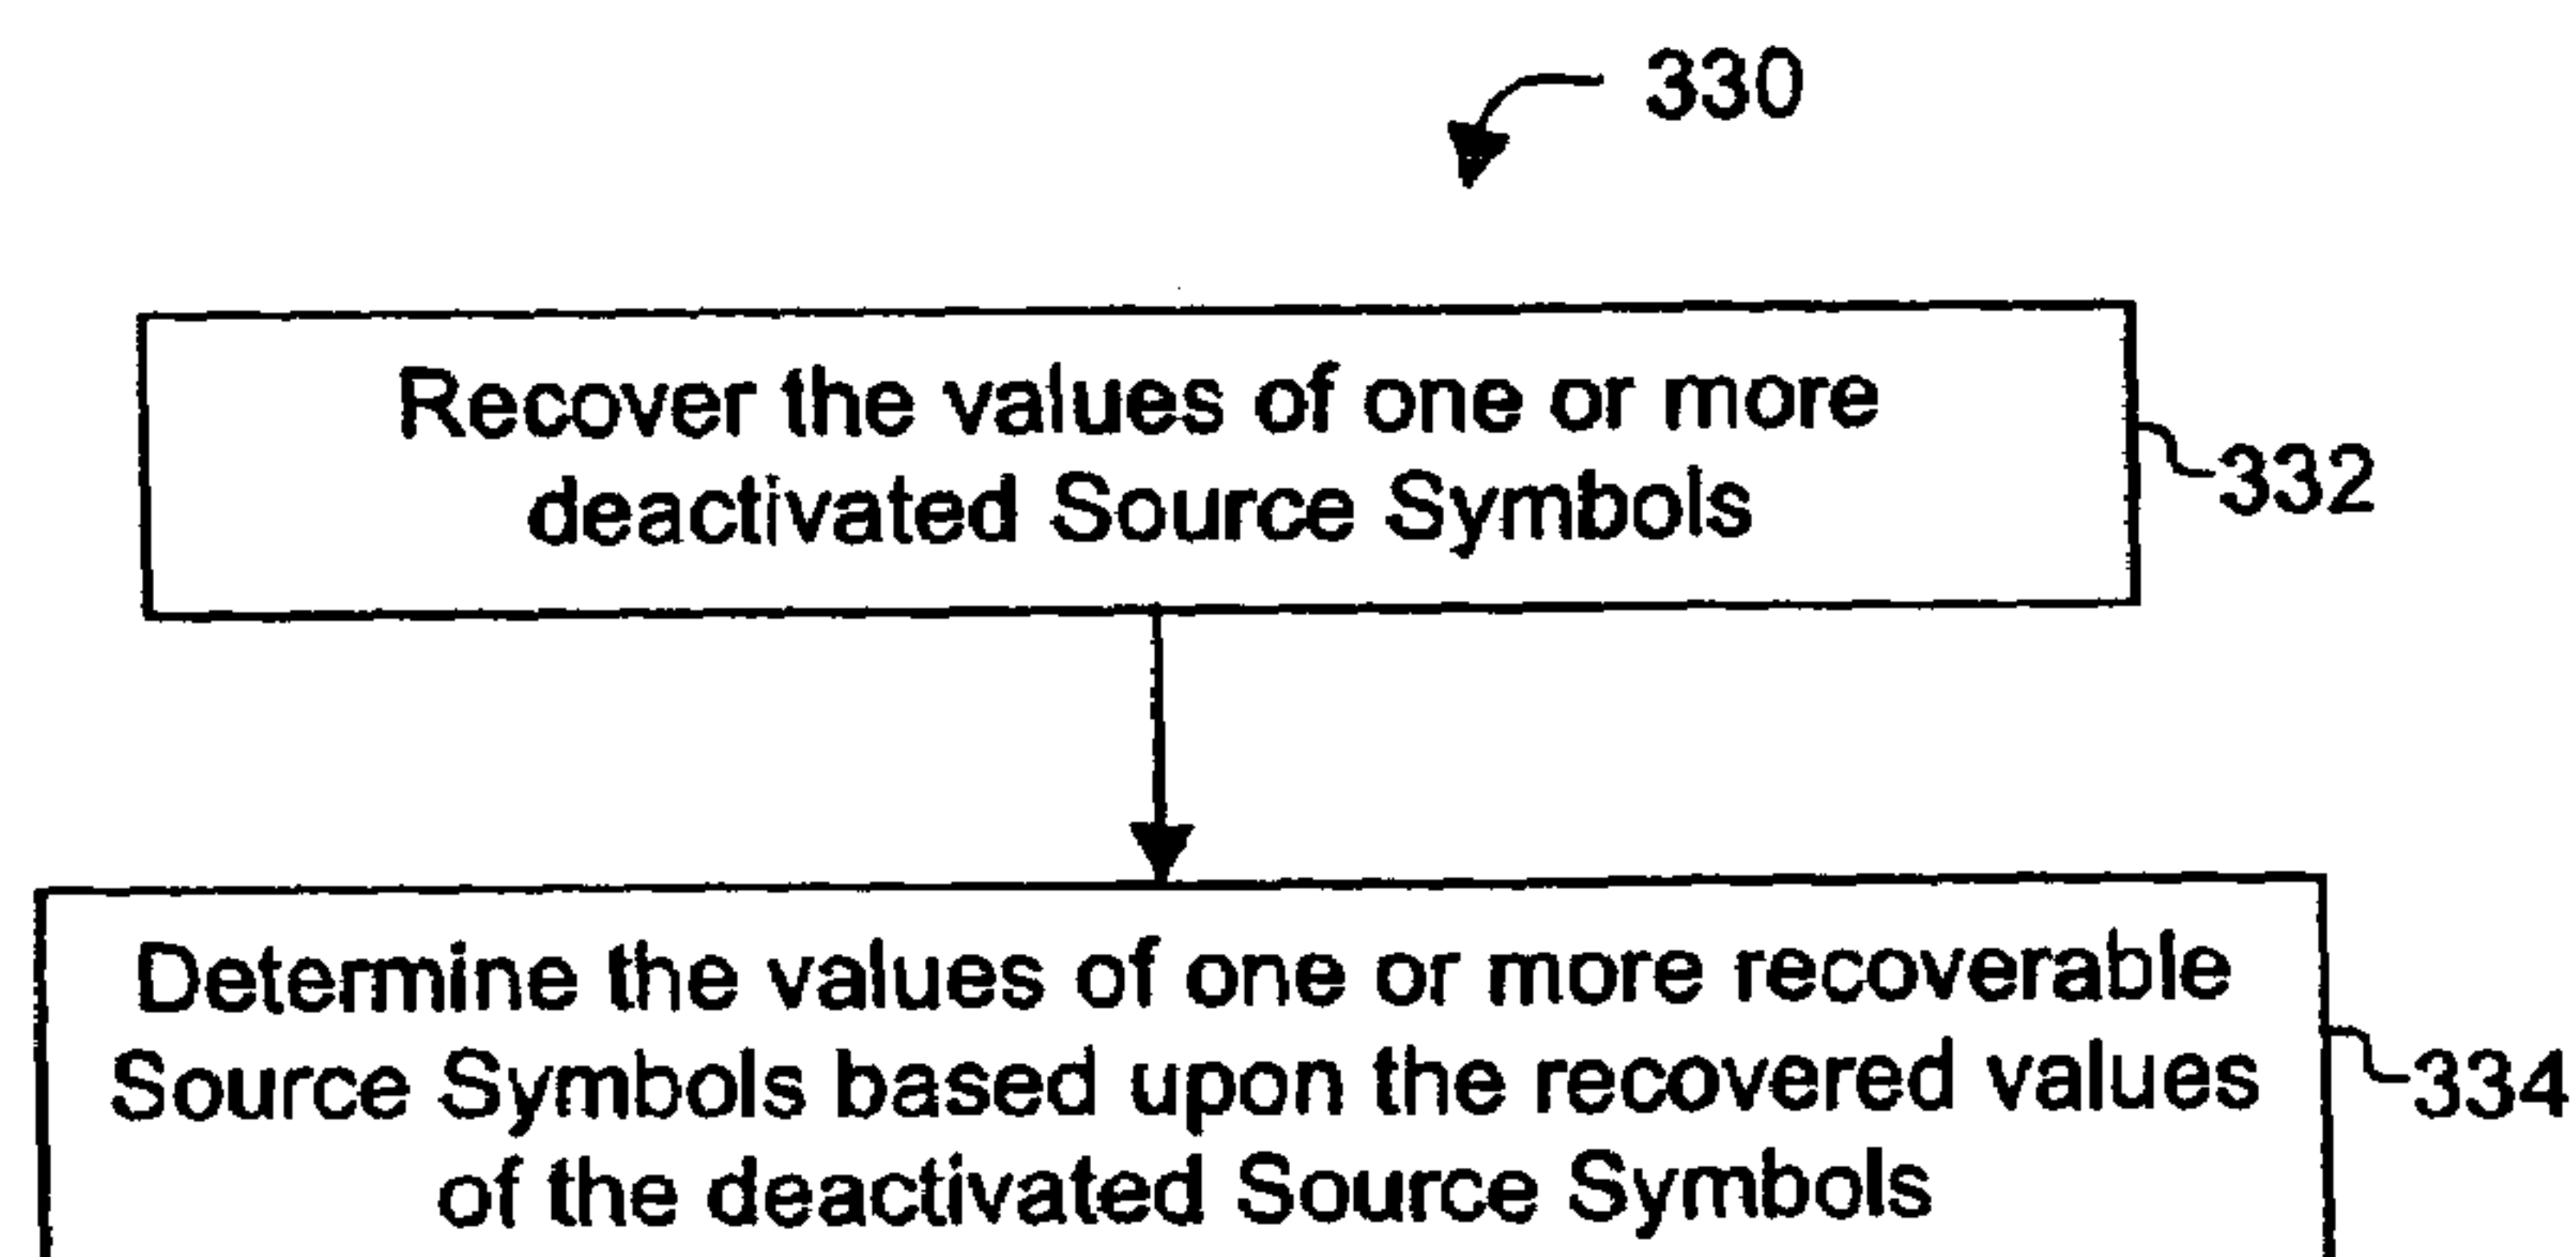 330
Recover the values of one or more
deactivated Source Symbols
332
Determine the values of one or more recoverable
Source Symbols based upon the recovered values
of the deactivated Source Symbols
334